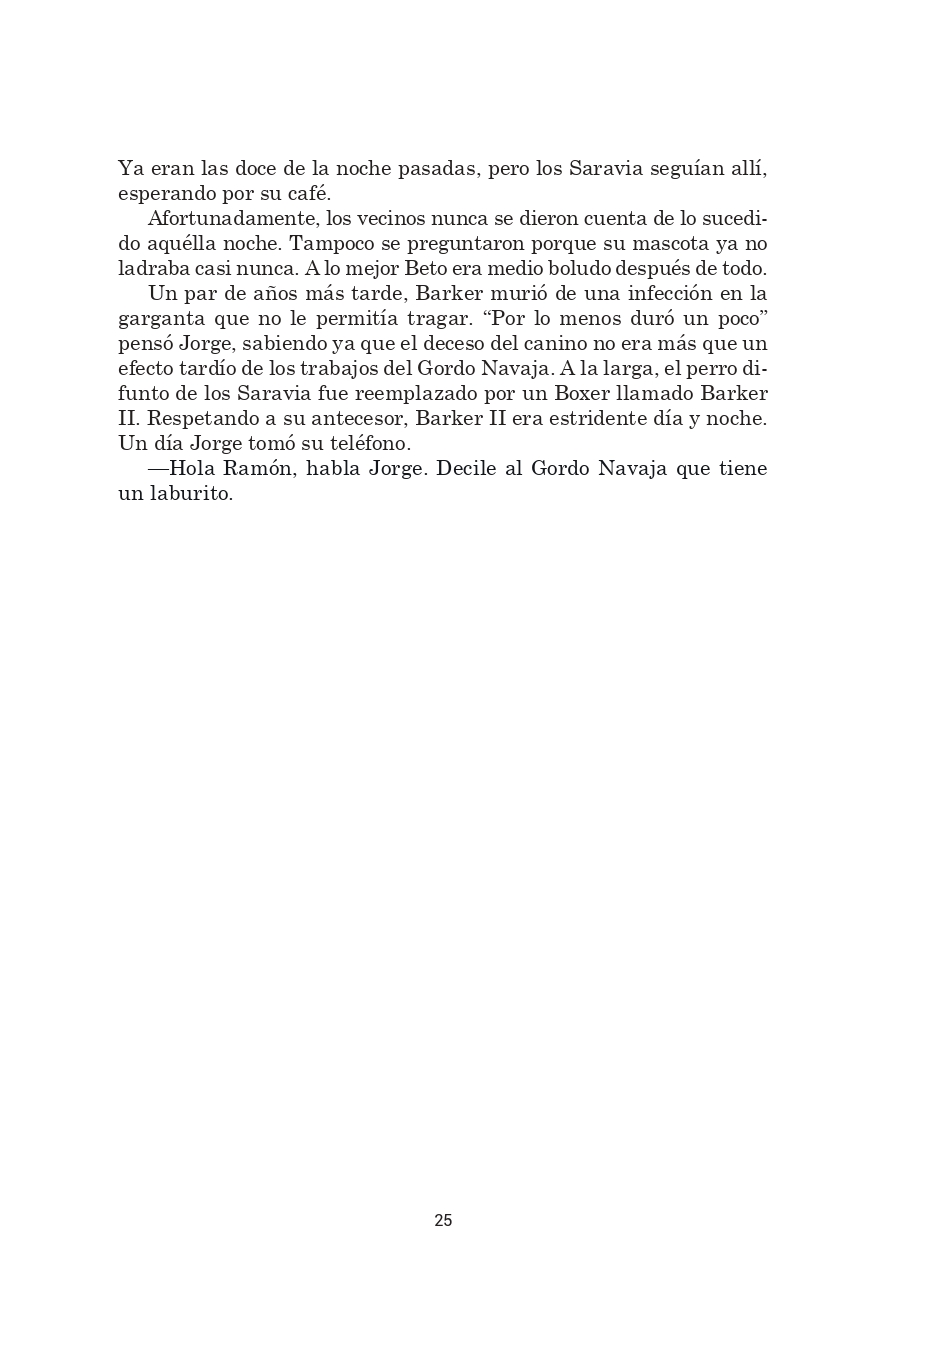 Ya eran las doce de la noche pasadas, pero los Saravia seguían allí,
esperando por su café.
Afortunadamente, los vecinos nunca se dieron cuenta de lo sucedi-
do aquélla noche. Tampoco se preguntaron porque su mascota ya no
ladraba casi nunca. A lo mejor Beto era medio boludo después de todo.
Un par de años más tarde, Barker murió de una infección en la
garganta que no le permitía tragar. “Por lo menos duró un poco”
pensó Jorge, sabiendo ya que el deceso del canino no era más que un
efecto tardío de los trabajos del Gordo Navaja. A la larga, el perro di-
funto de los Saravia fue reemplazado por un Boxer llamado Barker
II. Respetando a su antecesor, Barker II era estridente día y noche.
Un día Jorge tomó su teléfono.
—Hola Ramón, habla Jorge. Decile al Gordo Navaja que tiene
un laburito.
25